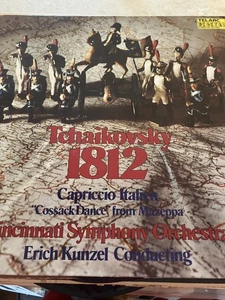 TELARC
DIGITAL
Tchaikovsky
1812
Capriccio Italien
"Cossack Dance" from Mazeppa
Cincinnati Symphony Orchestra
Erich Kunzel Conducting